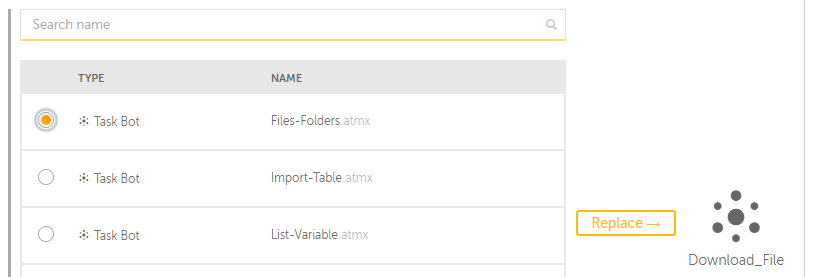 Search name
TYPE NAME
Task Bot Files-Folders.atmx
Task Bot Import-Table.atmx
Task Bot List-Variable.atmx
Replace →
Download_File